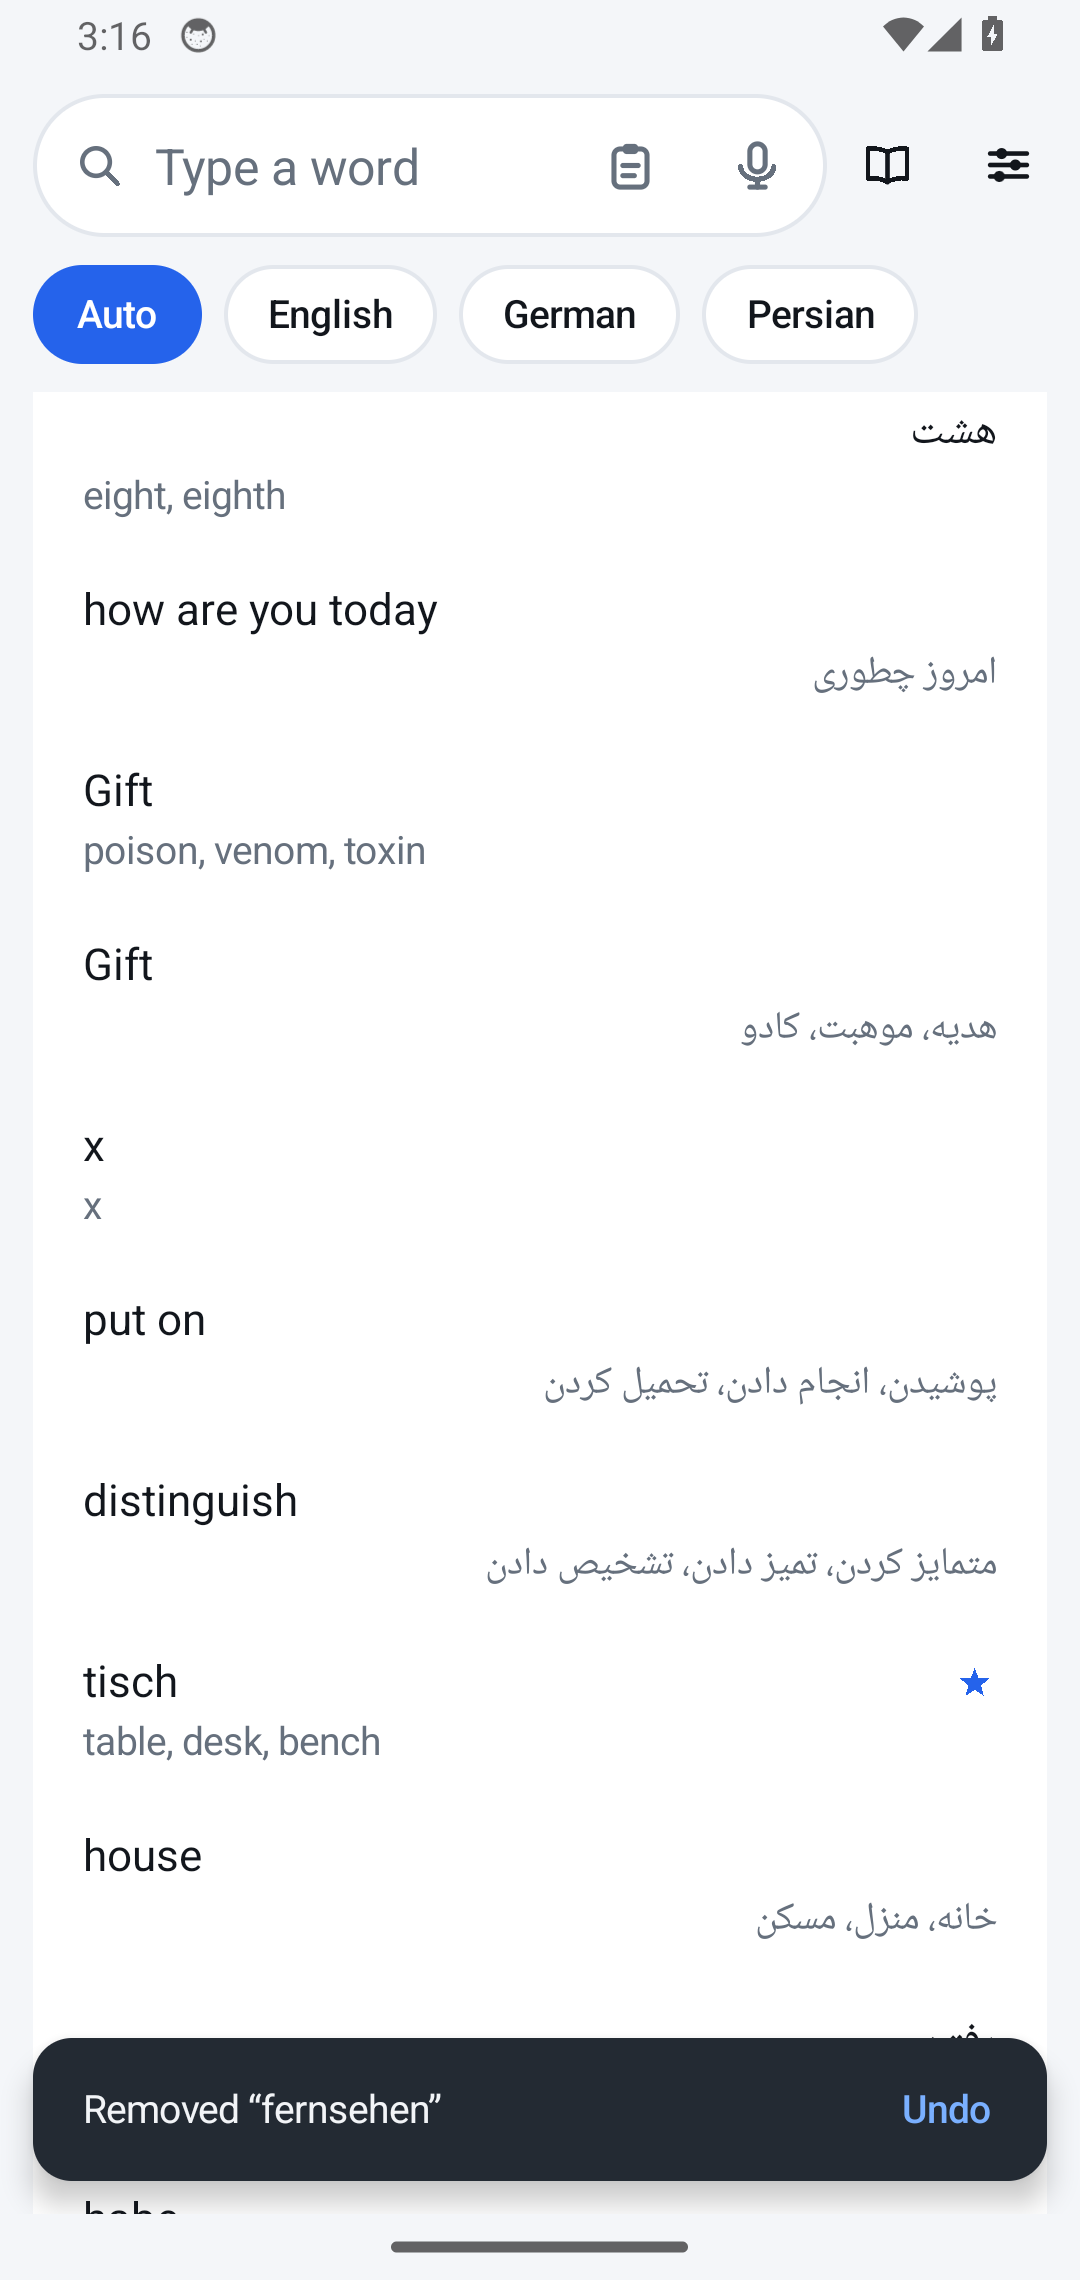 3:16
Type a word
Auto English German Persian
هشت
eight, eighth
how are you today
امروز چطوری
Gift
poison, venom, toxin
Gift
هدیه، موهبت، کادو
x
x
put on
پوشیدن، انجام دادن، تحمیل کردن
distinguish
متمایز کردن، تمیز دادن، تشخیص دادن
tisch
table, desk, bench
house
خانه، منزل، مسکن
Removed “fernsehen” Undo